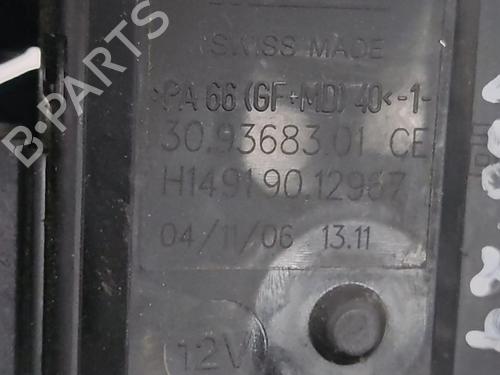 SWISS MADE
>PA 66 (GF+MD) 40<-1-
30.93683.01 CE
H1491 90.12967
04/11/06 13.11
12V
B-PARTS